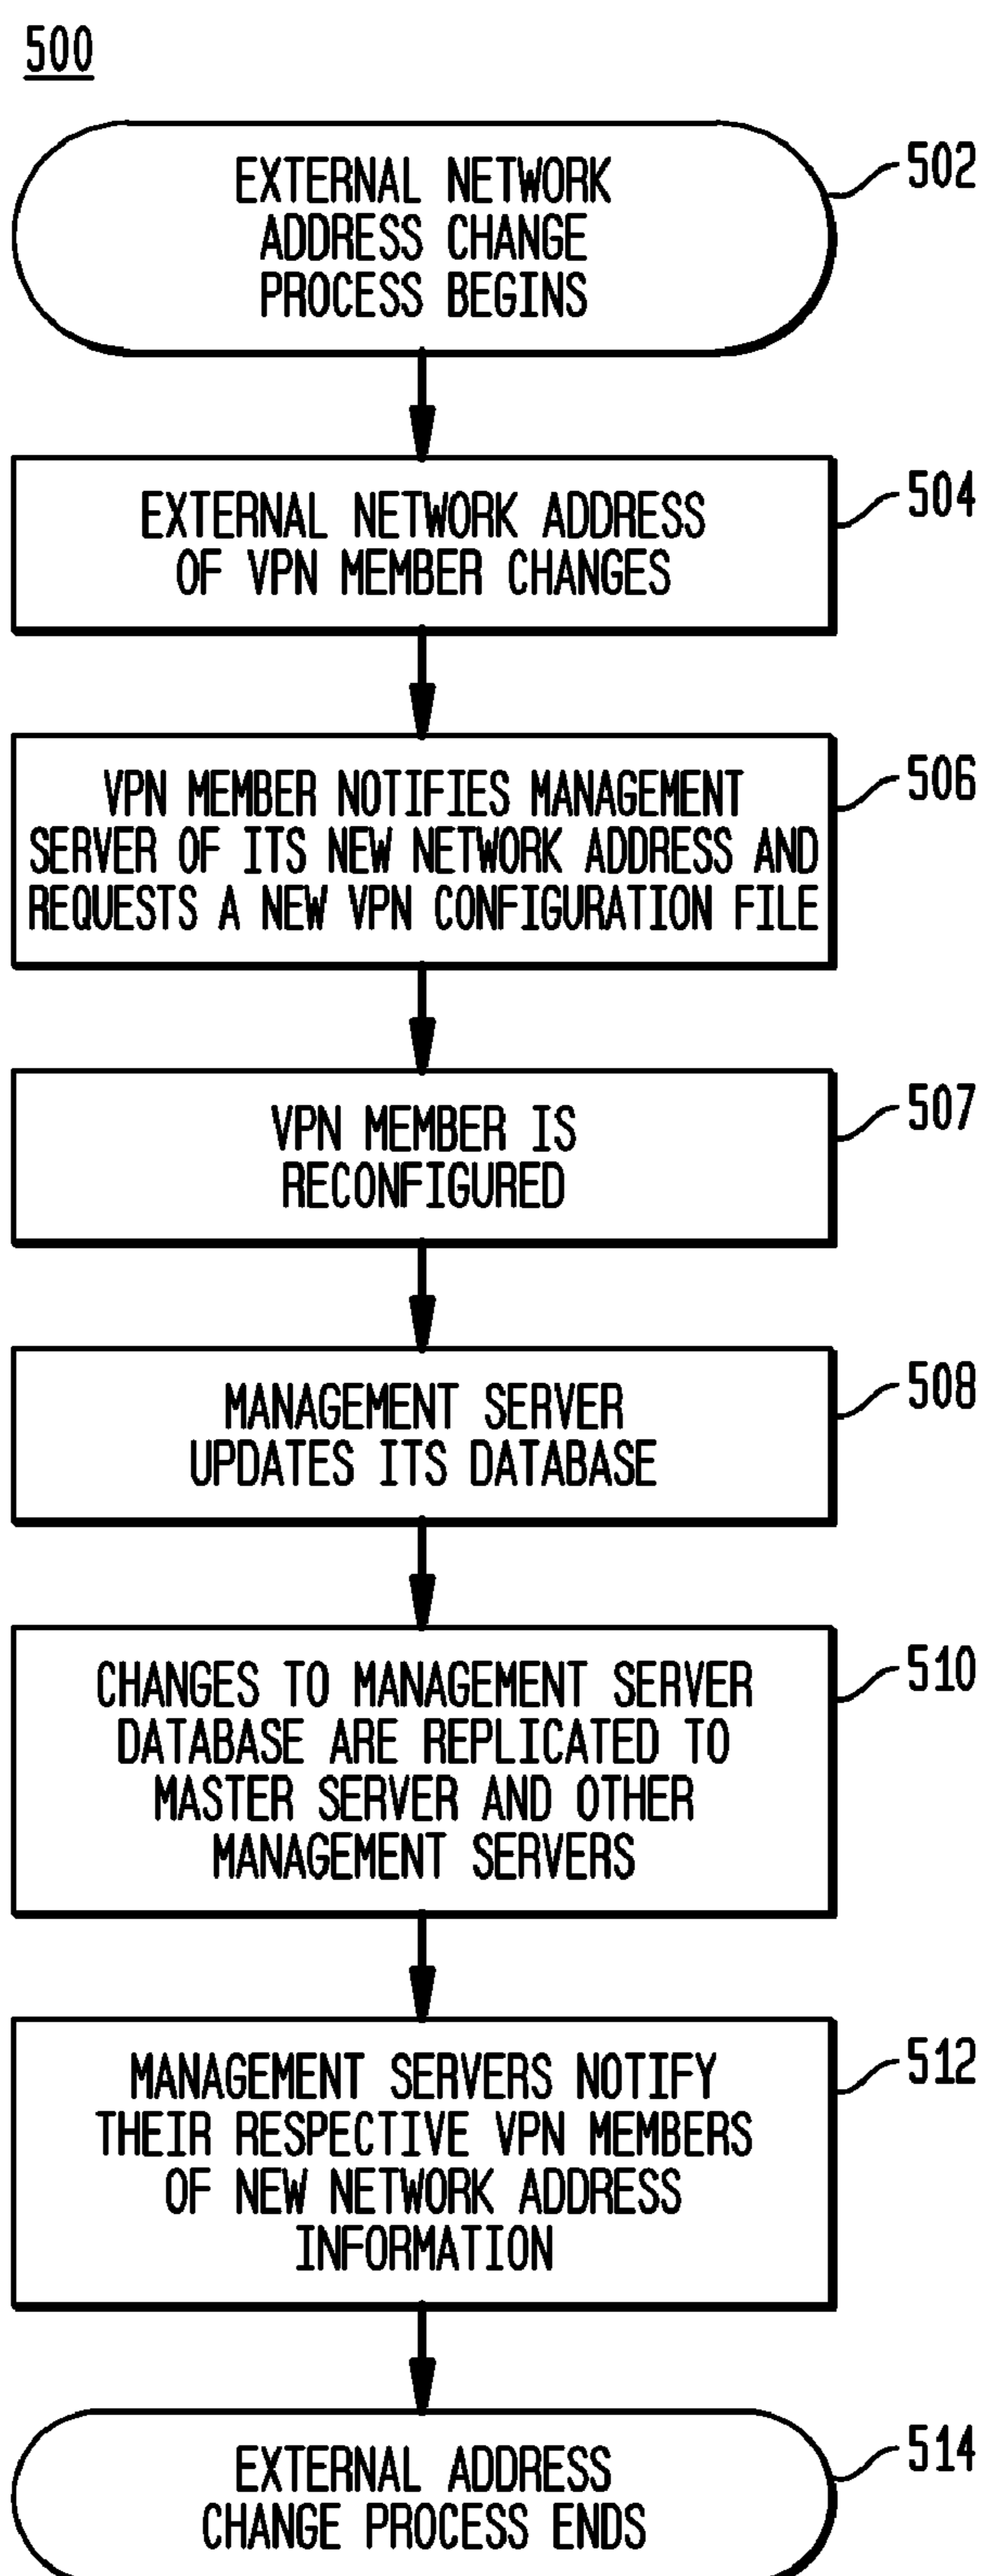 500
EXTERNAL NETWORK
ADDRESS CHANGE
PROCESS BEGINS
502
EXTERNAL NETWORK ADDRESS
OF VPN MEMBER CHANGES
504
VPN MEMBER NOTIFIES MANAGEMENT
SERVER OF ITS NEW NETWORK ADDRESS AND
REQUESTS A NEW VPN CONFIGURATION FILE
506
VPN MEMBER IS
RECONFIGURED
507
MANAGEMENT SERVER
UPDATES ITS DATABASE
508
CHANGES TO MANAGEMENT SERVER
DATABASE ARE REPLICATED TO
MASTER SERVER AND OTHER
MANAGEMENT SERVERS
510
MANAGEMENT SERVERS NOTIFY
THEIR RESPECTIVE VPN MEMBERS
OF NEW NETWORK ADDRESS
INFORMATION
512
EXTERNAL ADDRESS
CHANGE PROCESS ENDS
514